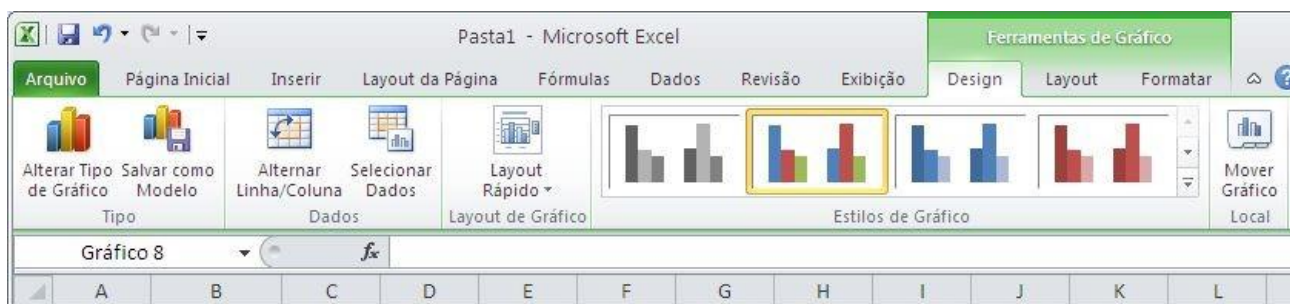 Pasta1 - Microsoft Excel
Ferramentas de Gráfico
Arquivo Página Inicial Inserir Layout da Página Fórmulas Dados Revisão Exibição Design Layout Formatar
Alterar Tipo de Gráfico
Salvar como Modelo
Alternar Linha/Coluna
Selecionar Dados
Layout Rápido
Mover Gráfico
Tipo Dados Layout de Gráfico Estilos de Gráfico Local
Gráfico 8 fx
A B C D E F G H I J K L